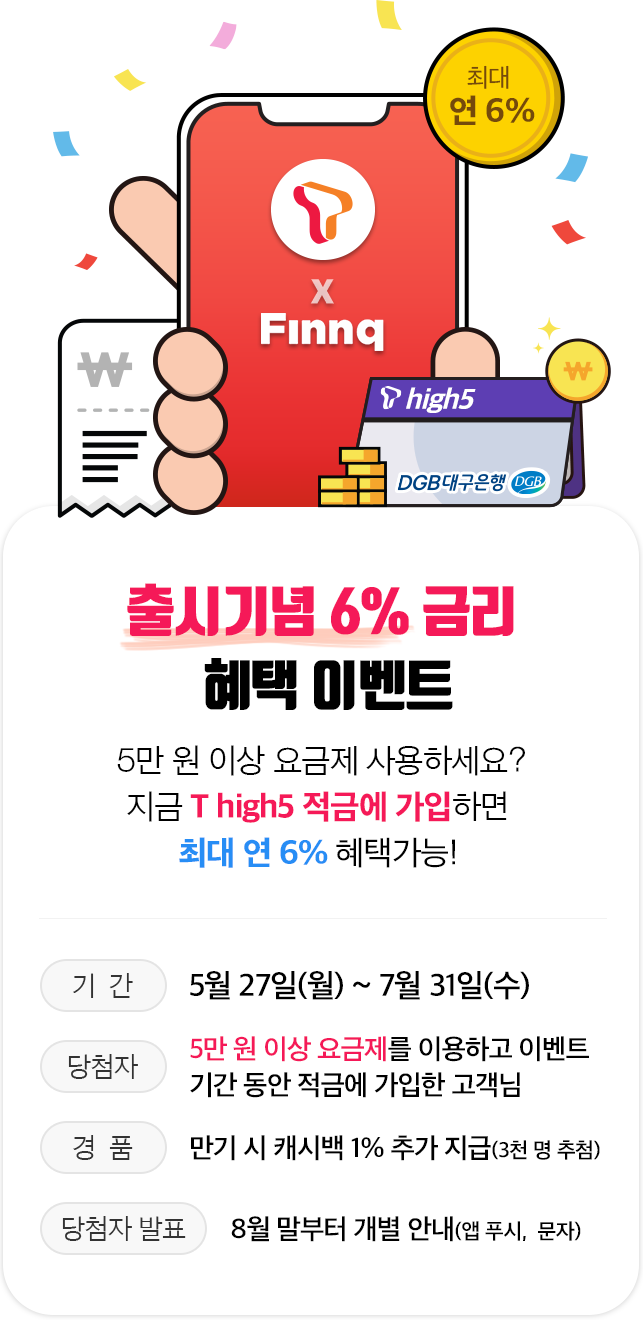 최대
연 6%
X
Finnq
₩
₩
high5
DGB대구은행 DGB
출시기념 6% 금리
혜택 이벤트
5만 원 이상 요금제 사용하세요?
지금 T high5 적금에 가입하면
최대 연 6% 혜택가능!
기 간
5월 27일(월) ~ 7월 31일(수)
당첨자
5만 원 이상 요금제를 이용하고 이벤트
기간 동안 적금에 가입한 고객님
경 품
만기 시 캐시백 1% 추가 지급(3천 명 추첨)
당첨자 발표
8월 말부터 개별 안내(앱 푸시, 문자)